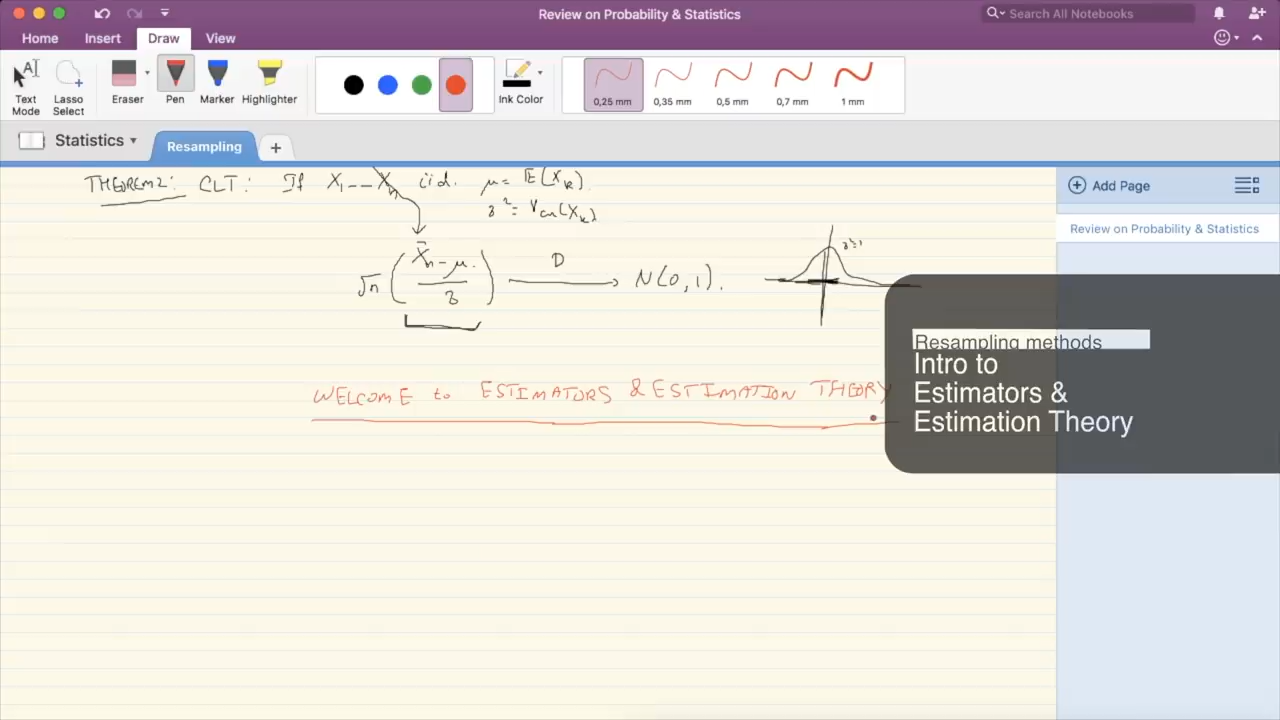 Review on Probability & Statistics
Search All Notebooks
Home Insert Draw View
Text Mode
Lasso Select
Eraser
Pen
Marker
Highlighter
Ink Color
0,25 mm
0,35 mm
0,5 mm
0,7 mm
1 mm
Statistics
Resampling
Add Page
Review on Probability & Statistics
THEOREM2: CLT: If X₁ -- Xₙ iid. μ = E(Xₖ).
σ² = Var(Xₖ)
√n ( X̄ₙ - μ / σ ) D → N(0,1).
WELCOME to ESTIMATORS & ESTIMATION THEORY
Resampling methods
Intro to
Estimators &
Estimation Theory